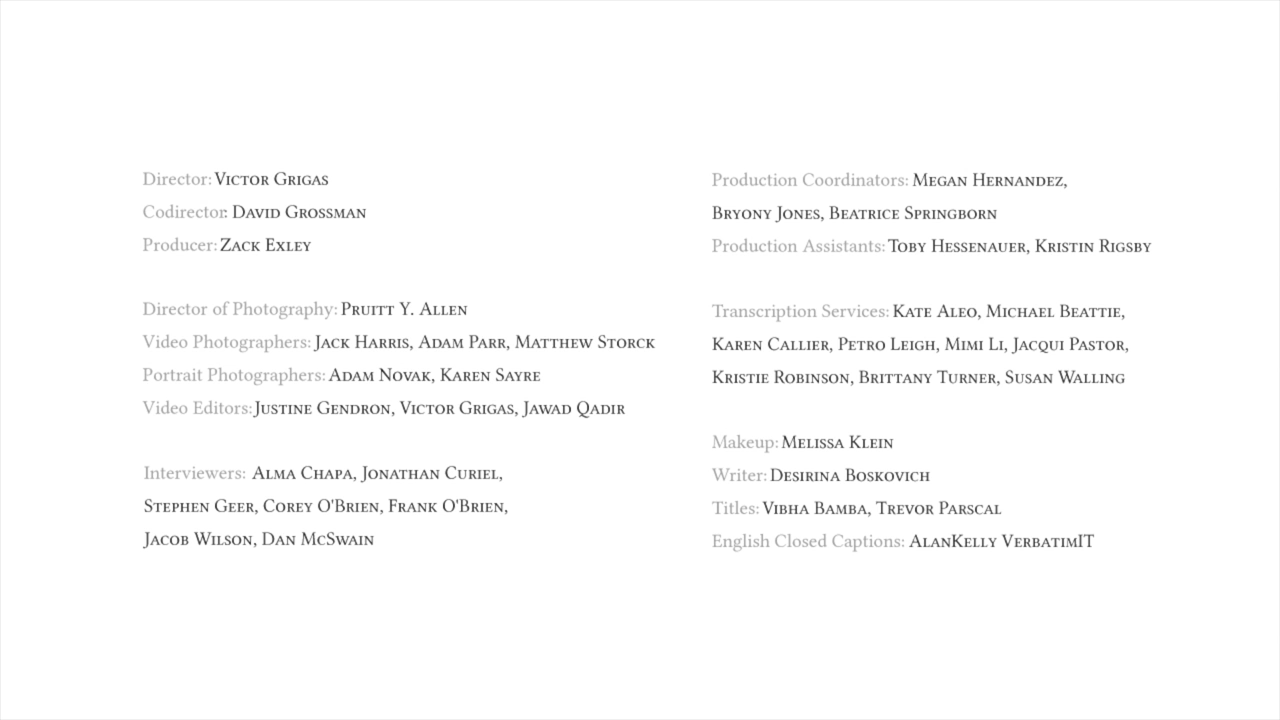 Director: Victor Grigas
Codirector: David Grossman
Producer: Zack Exley
Director of Photography: Pruitt Y. Allen
Video Photographers: Jack Harris, Adam Parr, Matthew Storck
Portrait Photographers: Adam Novak, Karen Sayre
Video Editors: Justine Gendron, Victor Grigas, Jawad Qadir
Interviewers: Alma Chapa, Jonathan Curiel,
Stephen Geer, Corey O'Brien, Frank O'Brien,
Jacob Wilson, Dan McSwain
Production Coordinators: Megan Hernandez,
Bryony Jones, Beatrice Springborn
Production Assistants: Toby Hessenauer, Kristin Rigsby
Transcription Services: Kate Aleo, Michael Beattie,
Karen Callier, Petro Leigh, Mimi Li, Jacqui Pastor,
Kristie Robinson, Brittany Turner, Susan Walling
Makeup: Melissa Klein
Writer: Desirina Boskovich
Titles: Vibha Bamba, Trevor Parscal
English Closed Captions: AlanKelly VerbatimIT